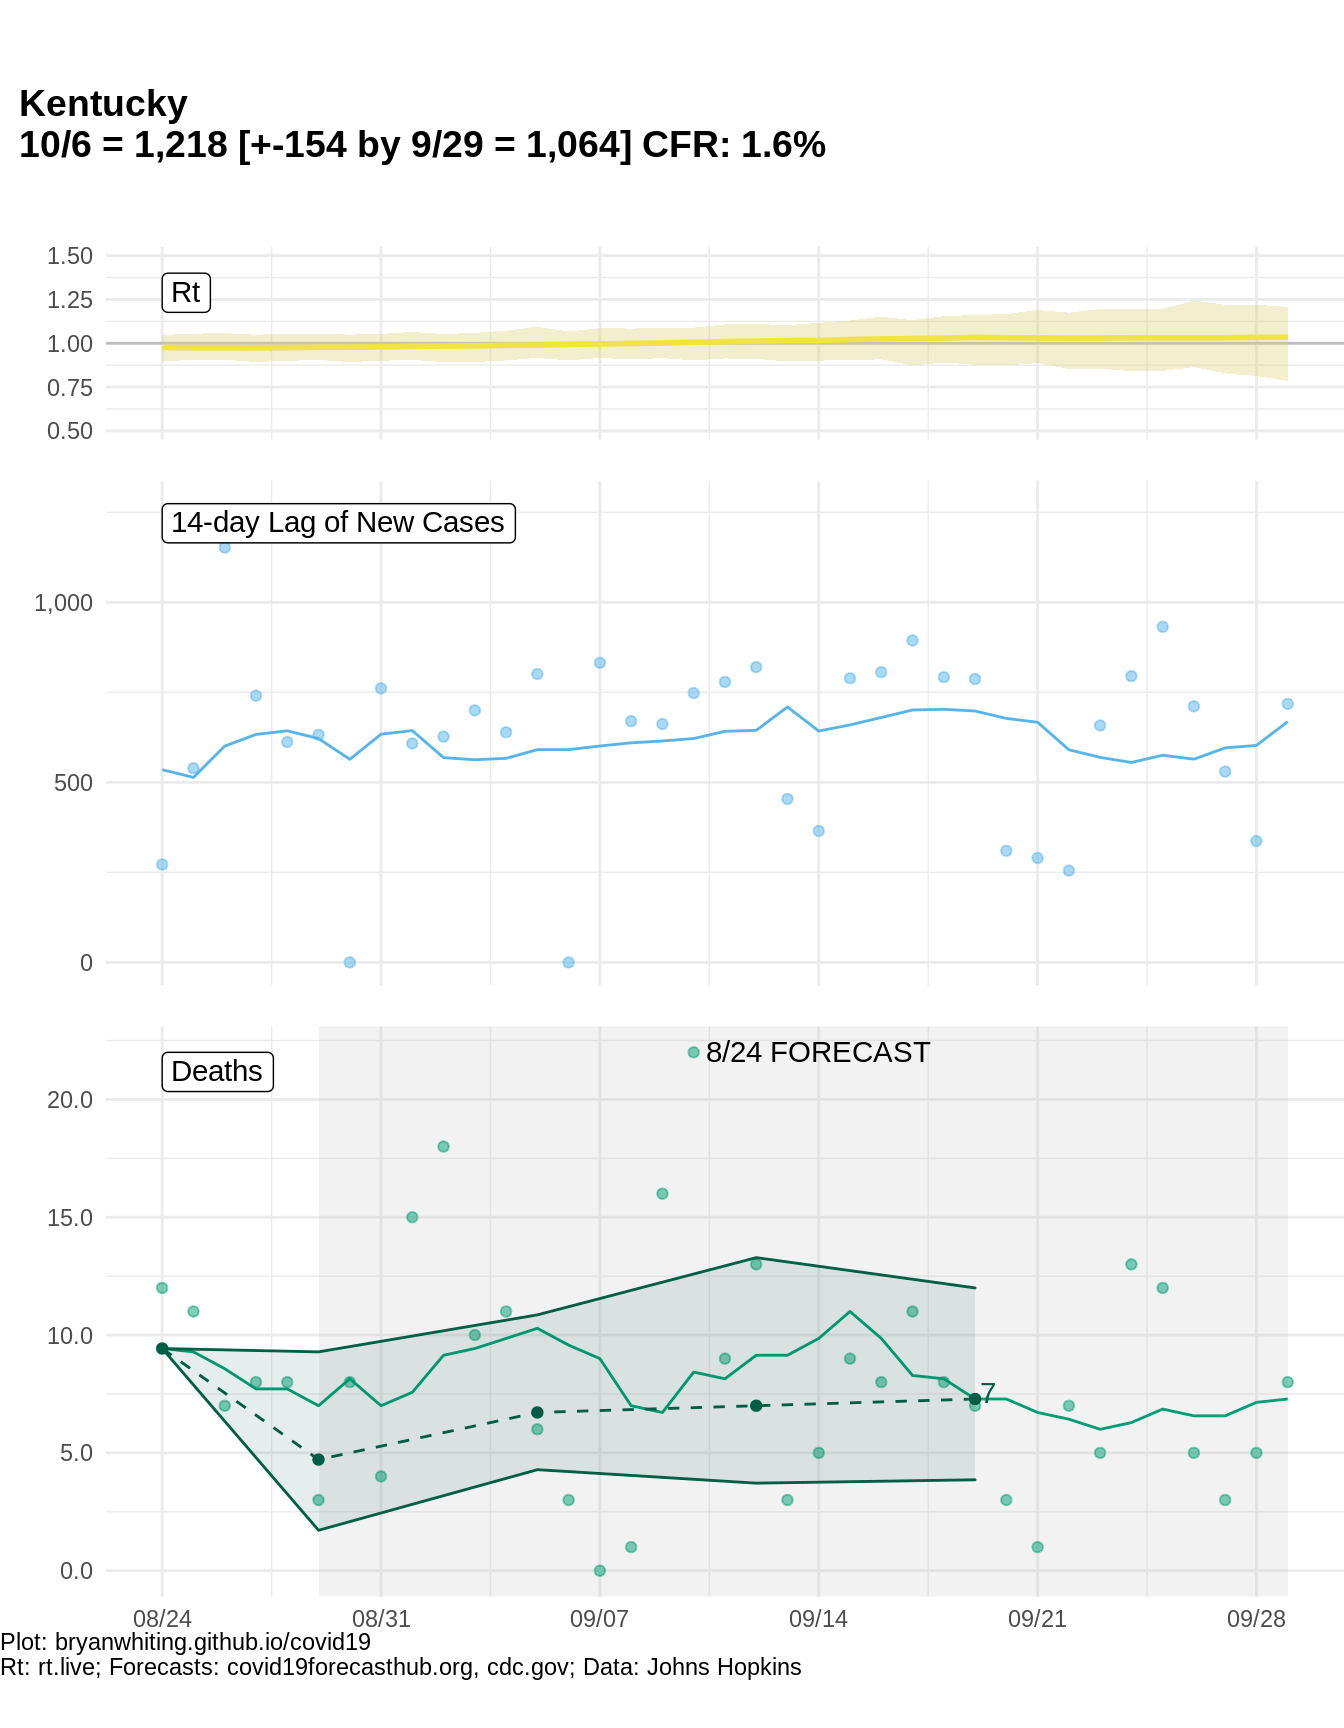 Kentucky
10/6 = 1,218 [+-154 by 9/29 = 1,064] CFR: 1.6%
1.50
Rt
1.25
1.00
0.75
0.50
14-day Lag of New Cases
1,000
500
0
8/24 FORECAST
Deaths
20.0
15.0
10.0
7
5.0
0.0
08/24 08/31 09/07 09/14 09/21 09/28
Plot: bryanwhiting.github.io/covid19
Rt: rt.live; Forecasts: covid19forecasthub.org, cdc.gov; Data: Johns Hopkins